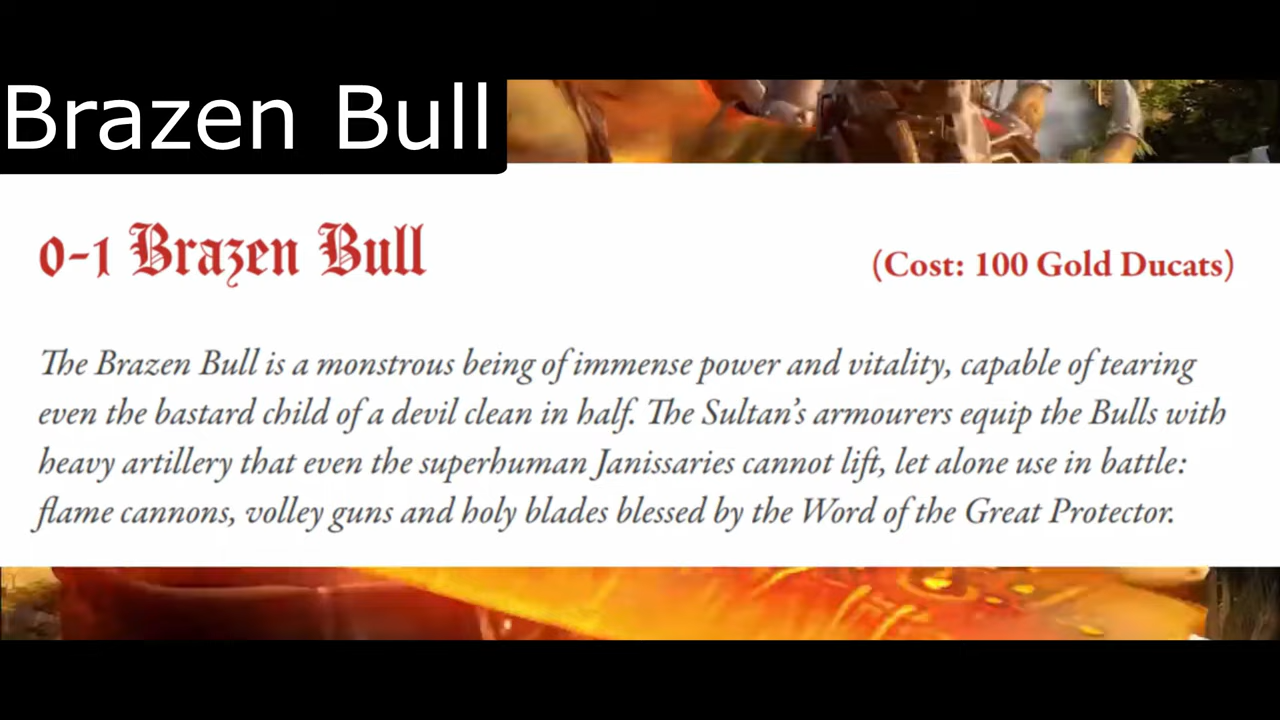 Brazen Bull
0-1 Brazen Bull
(Cost: 100 Gold Ducats)
The Brazen Bull is a monstrous being of immense power and vitality, capable of tearing
even the bastard child of a devil clean in half. The Sultan’s armourers equip the Bulls with
heavy artillery that even the superhuman Janissaries cannot lift, let alone use in battle:
flame cannons, volley guns and holy blades blessed by the Word of the Great Protector.